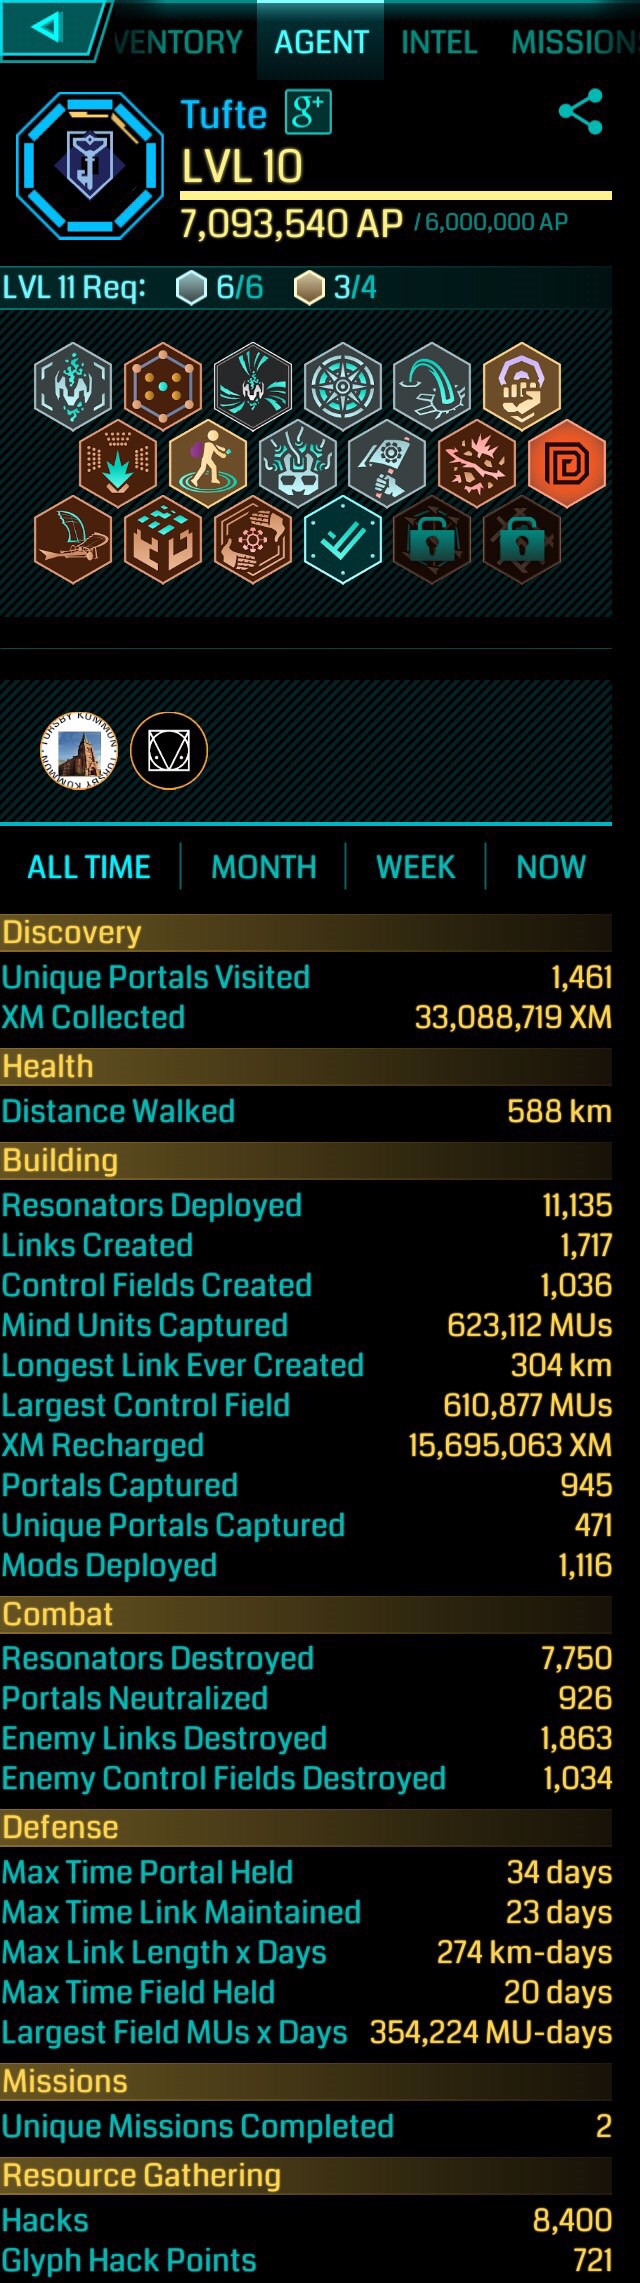 VENTORY AGENT INTEL MISSION
Tufte g+
LVL 10
7,093,540 AP / 6,000,000 AP
LVL 11 Req: 6/6 3/4
TORSBY KOMMUN TORSBY KOMMUN
ALL TIME MONTH WEEK NOW
Discovery
Unique Portals Visited 1,461
XM Collected 33,088,719 XM
Health
Distance Walked 588 km
Building
Resonators Deployed 11,135
Links Created 1,717
Control Fields Created 1,036
Mind Units Captured 623,112 MUs
Longest Link Ever Created 304 km
Largest Control Field 610,877 MUs
XM Recharged 15,695,063 XM
Portals Captured 945
Unique Portals Captured 471
Mods Deployed 1,116
Combat
Resonators Destroyed 7,750
Portals Neutralized 926
Enemy Links Destroyed 1,863
Enemy Control Fields Destroyed 1,034
Defense
Max Time Portal Held 34 days
Max Time Link Maintained 23 days
Max Link Length x Days 274 km-days
Max Time Field Held 20 days
Largest Field MUs x Days 354,224 MU-days
Missions
Unique Missions Completed 2
Resource Gathering
Hacks 8,400
Glyph Hack Points 721